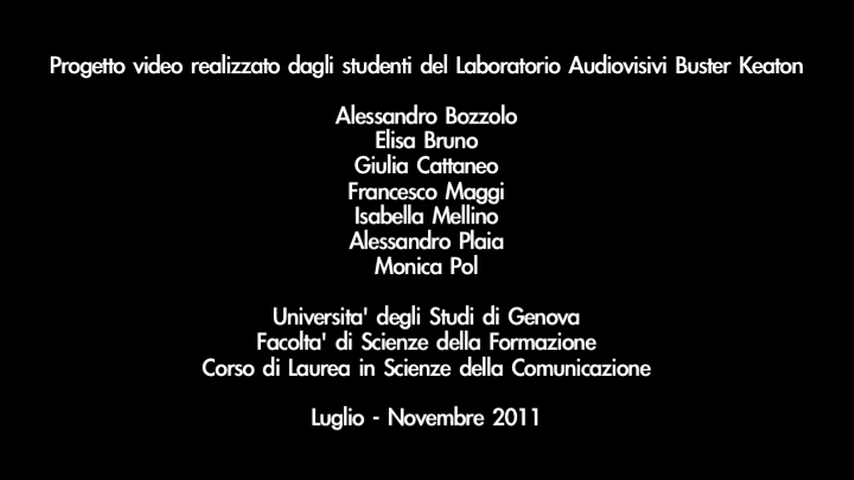 Progetto video realizzato dagli studenti del Laboratorio Audiovisivi Buster Keaton
Alessandro Bozzolo
Elisa Bruno
Giulia Cattaneo
Francesco Maggi
Isabella Mellino
Alessandro Plaia
Monica Pol
Universita' degli Studi di Genova
Facolta' di Scienze della Formazione
Corso di Laurea in Scienze della Comunicazione
Luglio - Novembre 2011